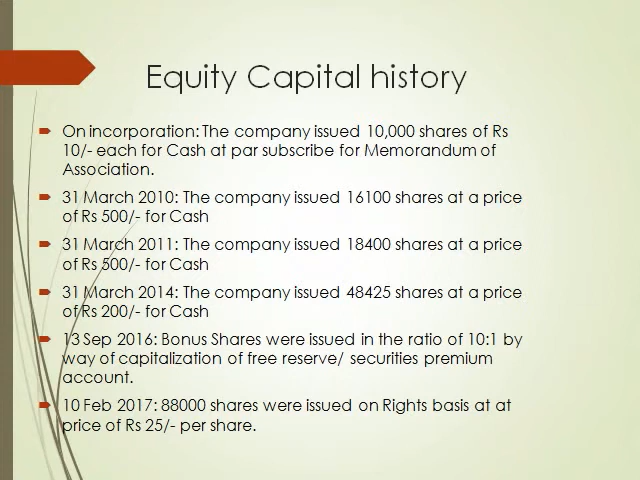 Equity Capital history
On incorporation: The company issued 10,000 shares of Rs
10/- each for Cash at par subscribe for Memorandum of
Association.
31 March 2010: The company issued 16100 shares at a price
of Rs 500/- for Cash
31 March 2011: The company issued 18400 shares at a price
of Rs 500/- for Cash
31 March 2014: The company issued 48425 shares at a price
of Rs 200/- for Cash
13 Sep 2016: Bonus Shares were issued in the ratio of 10:1 by
way of capitalization of free reserve/ securities premium
account.
10 Feb 2017: 88000 shares were issued on Rights basis at at
price of Rs 25/- per share.